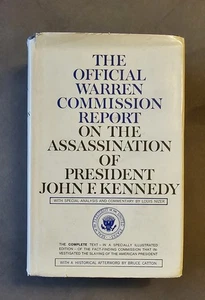 THE
OFFICIAL
WARREN
COMMISSION
REPORT
ON THE
ASSASSINATION
OF
PRESIDENT
JOHN F. KENNEDY
WITH SPECIAL ANALYSIS AND COMMENTARY BY LOUIS NIZER
THE COMPLETE TEXT—IN A SPECIALLY ILLUSTRATED
EDITION—OF THE FACT-FINDING COMMISSION THAT IN-
VESTIGATED THE SLAYING OF THE AMERICAN PRESIDENT
WITH A HISTORICAL AFTERWORD BY BRUCE CATTON